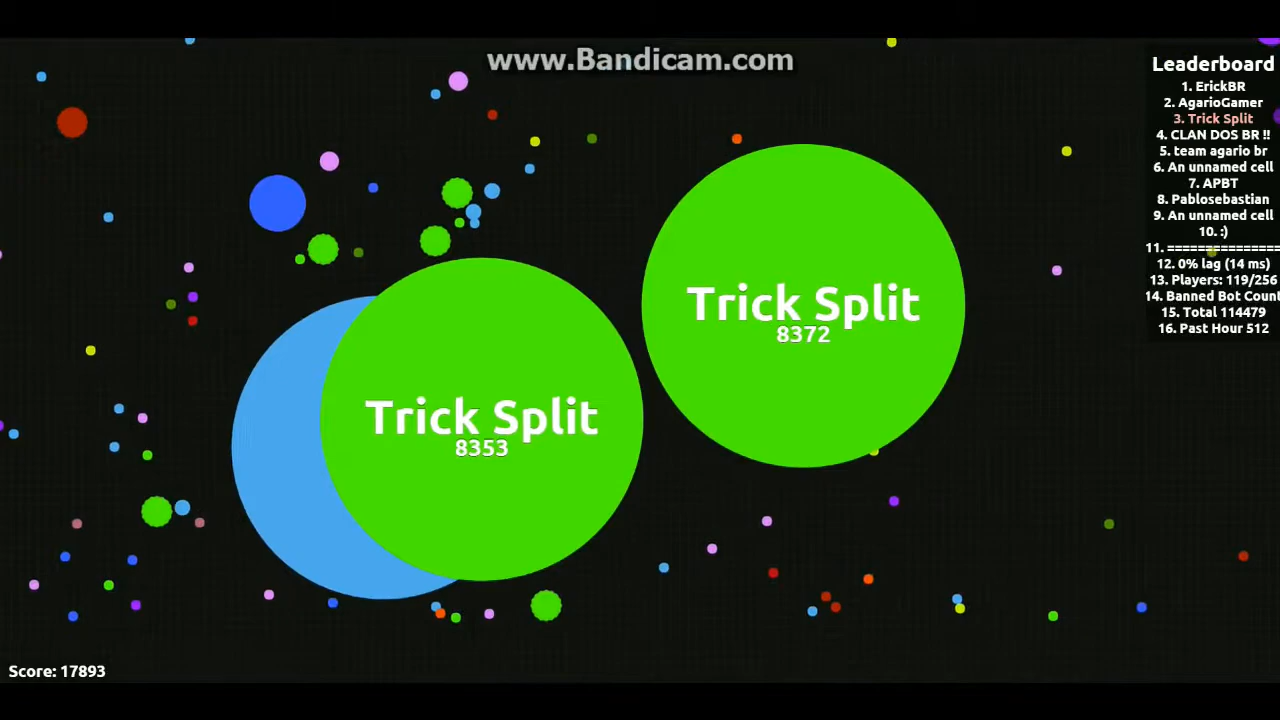 www.Bandicam.com
Leaderboard
1. ErickBR
2. AgarioGamer
3. Trick Split
4. CLAN DOS BR !!
5. team agario br
6. An unnamed cell
7. APBT
8. Pablosebastian
9. An unnamed cell
10. :)
11. ===============
12. 0% lag (14 ms)
13. Players: 119/256
14. Banned Bot Count
15. Total 114479
16. Past Hour 512
Trick Split
8372
Trick Split
8353
Score: 17893